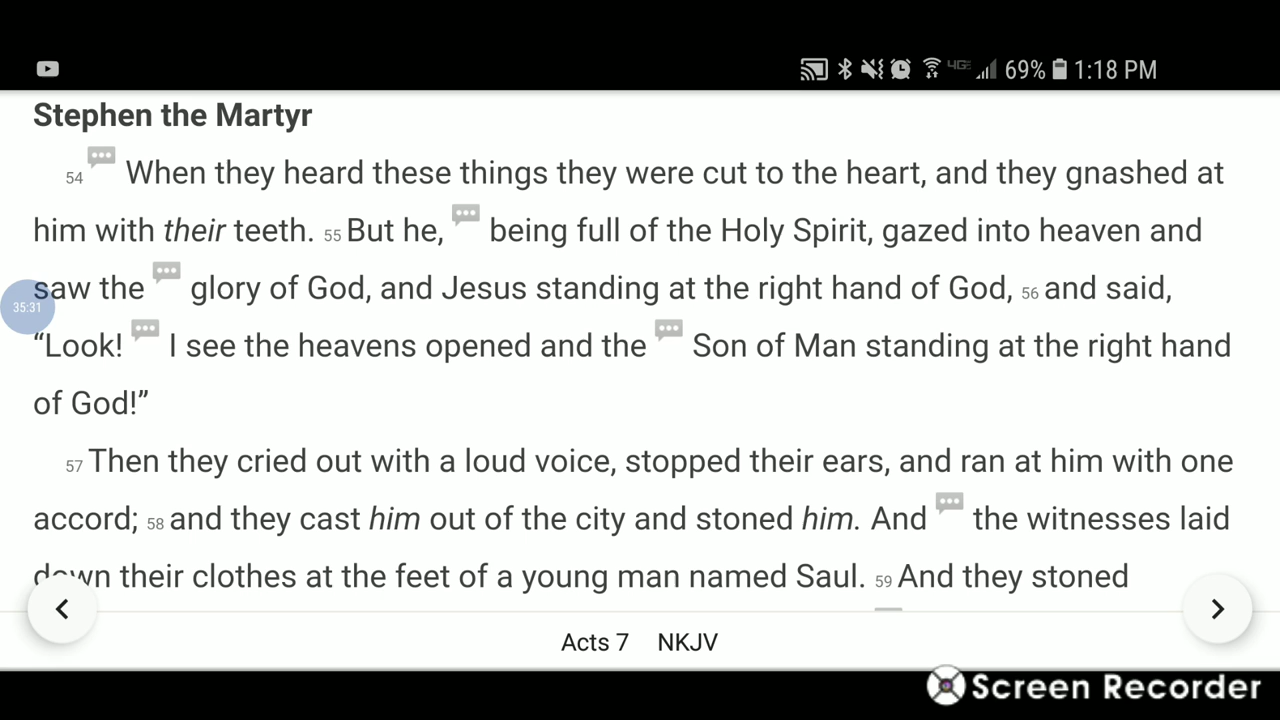 4GE 69% 1:18 PM
Stephen the Martyr
54 When they heard these things they were cut to the heart, and they gnashed at
him with their teeth. 55 But he, being full of the Holy Spirit, gazed into heaven and
saw the glory of God, and Jesus standing at the right hand of God, 56 and said,
35:31
“Look! I see the heavens opened and the Son of Man standing at the right hand
of God!”
57 Then they cried out with a loud voice, stopped their ears, and ran at him with one
accord; 58 and they cast him out of the city and stoned him. And the witnesses laid
down their clothes at the feet of a young man named Saul. 59 And they stoned
Acts 7 NKJV
Screen Recorder